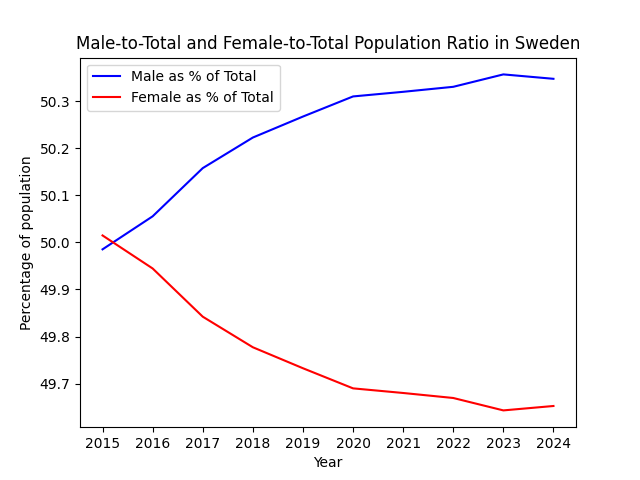 Male-to-Total and Female-to-Total Population Ratio in Sweden
Male as % of Total
Female as % of Total
Percentage of population
50.3
50.2
50.1
50.0
49.9
49.8
49.7
2015 2016 2017 2018 2019 2020 2021 2022 2023 2024
Year